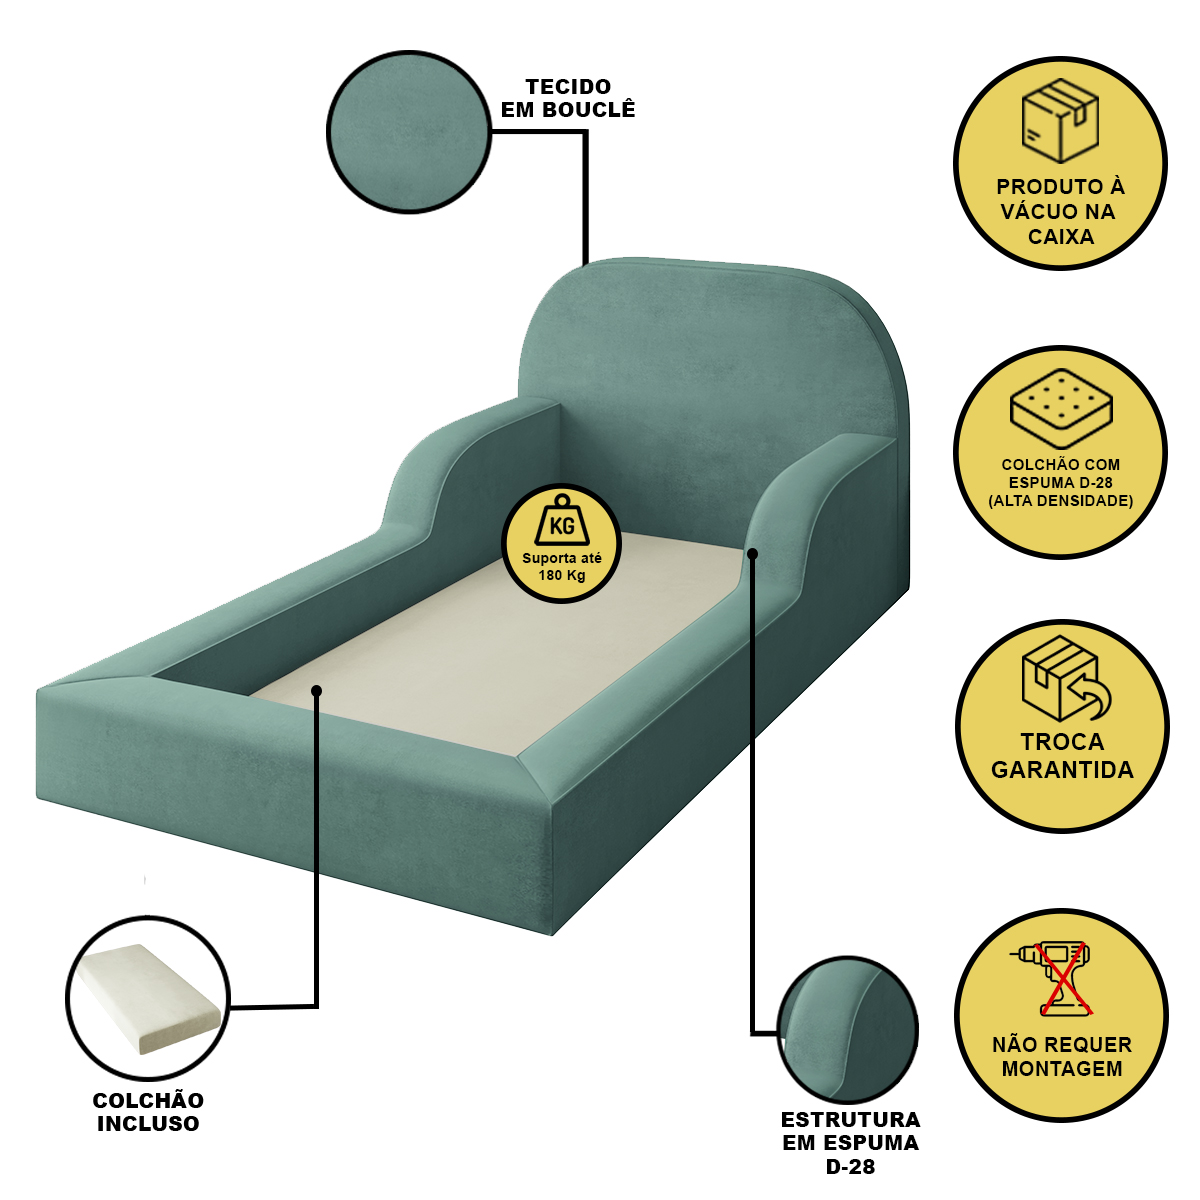 TECIDO
EM BOUCLÊ
PRODUTO À
VÁCUO NA
CAIXA
COLCHÃO COM
ESPUMA D-28
(ALTA DENSIDADE)
KG
Suporta até
180 Kg
TROCA
GARANTIDA
NÃO REQUER
MONTAGEM
COLCHÃO
INCLUSO
ESTRUTURA
EM ESPUMA
D-28